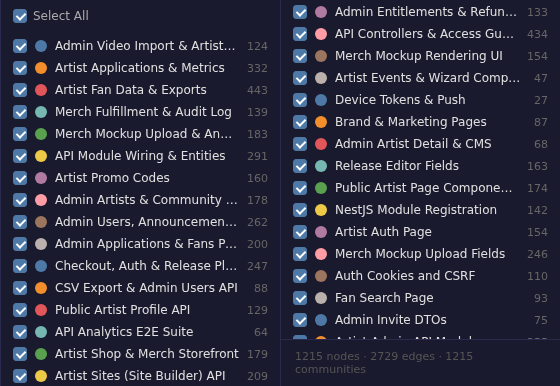 Select All
Admin Video Import & Artist... 124
Artist Applications & Metrics 332
Artist Fan Data & Exports 443
Merch Fulfillment & Audit Log 139
Merch Mockup Upload & An... 183
API Module Wiring & Entities 291
Artist Promo Codes 160
Admin Artists & Community ... 178
Admin Users, Announcemen... 262
Admin Applications & Fans P... 200
Checkout, Auth & Release Pl... 247
CSV Export & Admin Users API 88
Public Artist Profile API 129
API Analytics E2E Suite 64
Artist Shop & Merch Storefront 179
Artist Sites (Site Builder) API 209
Admin Entitlements & Refun... 133
API Controllers & Access Gu... 434
Merch Mockup Rendering UI 154
Artist Events & Wizard Comp... 47
Device Tokens & Push 27
Brand & Marketing Pages 87
Admin Artist Detail & CMS 68
Release Editor Fields 163
Public Artist Page Compone... 174
NestJS Module Registration 142
Artist Auth Page 154
Merch Mockup Upload Fields 246
Auth Cookies and CSRF 110
Fan Search Page 93
Admin Invite DTOs 75
1215 nodes · 2729 edges · 1215
communities